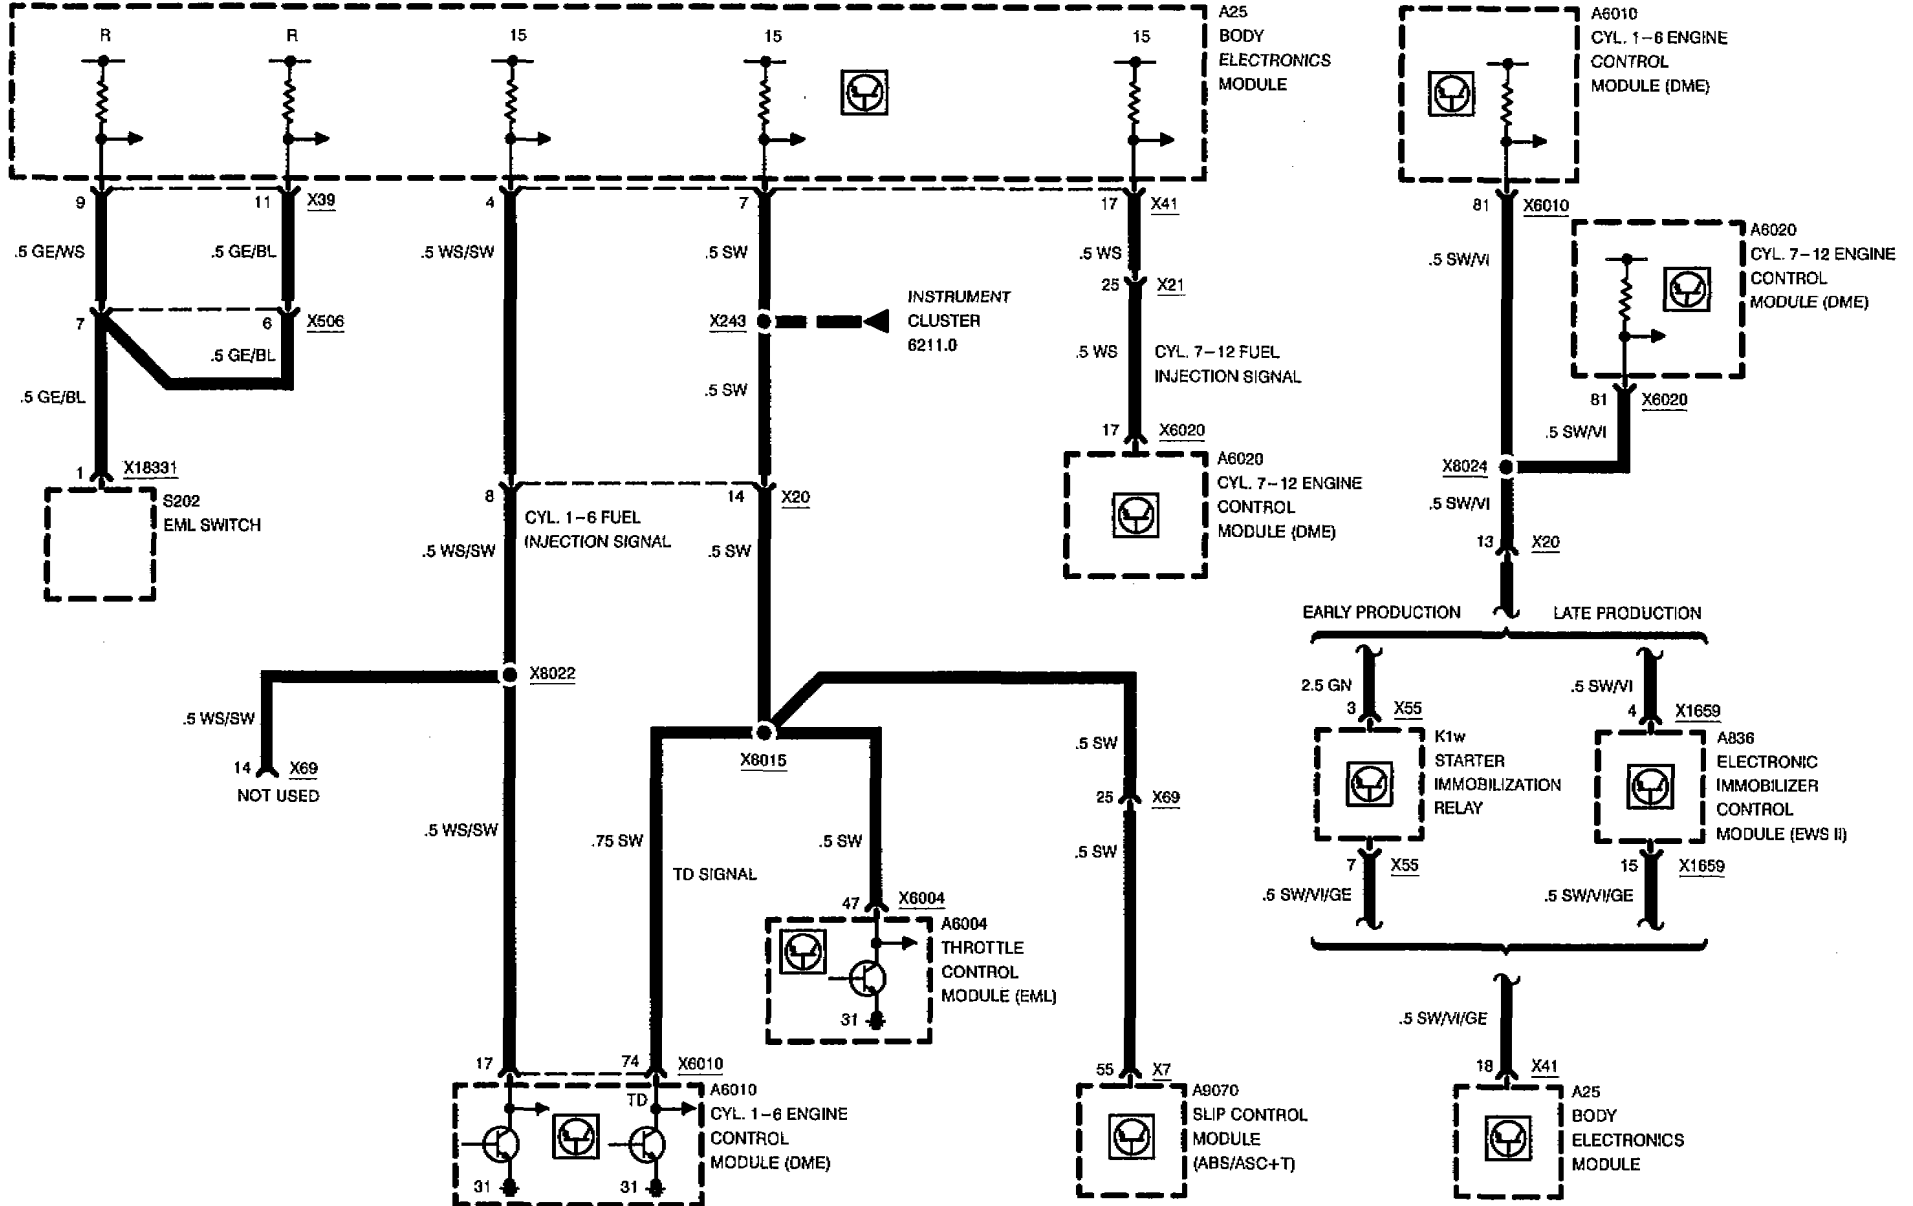 R
R
15
15
15
A25
BODY
ELECTRONICS
MODULE
A6010
CYL. 1-6 ENGINE
CONTROL
MODULE (DME)
9
11
X39
4
7
17
X41
81
X6010
.5 GE/WS
.5 GE/BL
.5 WS/SW
.5 SW
.5 WS
.5 SW/VI
A6020
CYL. 7-12 ENGINE
CONTROL
MODULE (DME)
25
X21
7
6
X506
X243
INSTRUMENT
CLUSTER
6211.0
.5 GE/BL
.5 WS
CYL. 7-12 FUEL
INJECTION SIGNAL
.5 GE/BL
.5 SW
81
X6020
.5 SW/VI
17
X6020
1
X18331
A6020
CYL. 7-12 ENGINE
CONTROL
MODULE (DME)
X8024
S202
EML SWITCH
8
14
X20
CYL. 1-6 FUEL
INJECTION SIGNAL
.5 WS/SW
.5 SW
.5 SW/VI
13
X20
EARLY PRODUCTION
LATE PRODUCTION
X8022
.5 WS/SW
2.5 GN
.5 SW/VI
3
X55
4
X1659
14
X69
NOT USED
X8015
.5 SW
K1w
STARTER
IMMOBILIZATION
RELAY
A836
ELECTRONIC
IMMOBILIZER
CONTROL
MODULE (EWS II)
25
X69
.5 WS/SW
.75 SW
.5 SW
.5 SW
TD SIGNAL
7
X55
15
X1659
.5 SW/VI/GE
.5 SW/VI/GE
47
X6004
A6004
THROTTLE
CONTROL
MODULE (EML)
31
.5 SW/VI/GE
17
74
X6010
55
X7
18
X41
TD
31
31
A6010
CYL. 1-6 ENGINE
CONTROL
MODULE (DME)
A9070
SLIP CONTROL
MODULE
(ABS/ASC+T)
A25
BODY
ELECTRONICS
MODULE